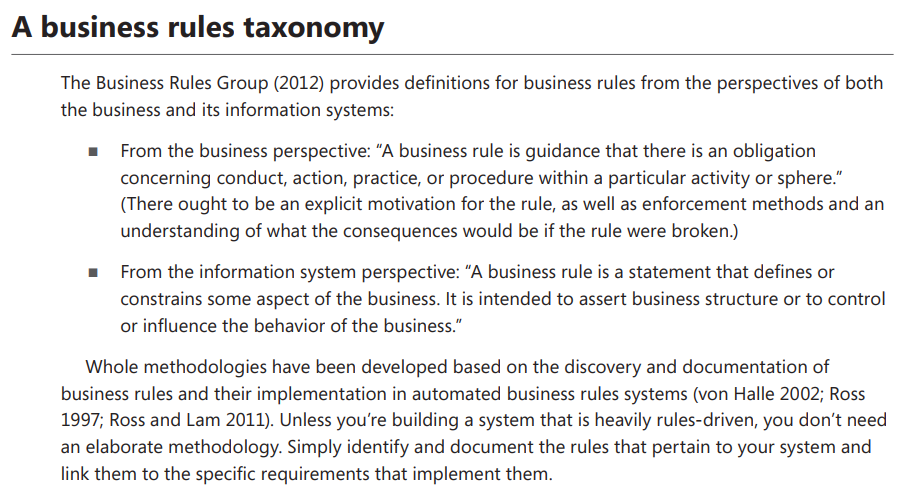 A business rules taxonomy
The Business Rules Group (2012) provides definitions for business rules from the perspectives of both
the business and its information systems:
■ From the business perspective: “A business rule is guidance that there is an obligation
concerning conduct, action, practice, or procedure within a particular activity or sphere.”
(There ought to be an explicit motivation for the rule, as well as enforcement methods and an
understanding of what the consequences would be if the rule were broken.)
■ From the information system perspective: “A business rule is a statement that defines or
constrains some aspect of the business. It is intended to assert business structure or to control
or influence the behavior of the business.”
Whole methodologies have been developed based on the discovery and documentation of
business rules and their implementation in automated business rules systems (von Halle 2002; Ross
1997; Ross and Lam 2011). Unless you’re building a system that is heavily rules-driven, you don’t need
an elaborate methodology. Simply identify and document the rules that pertain to your system and
link them to the specific requirements that implement them.